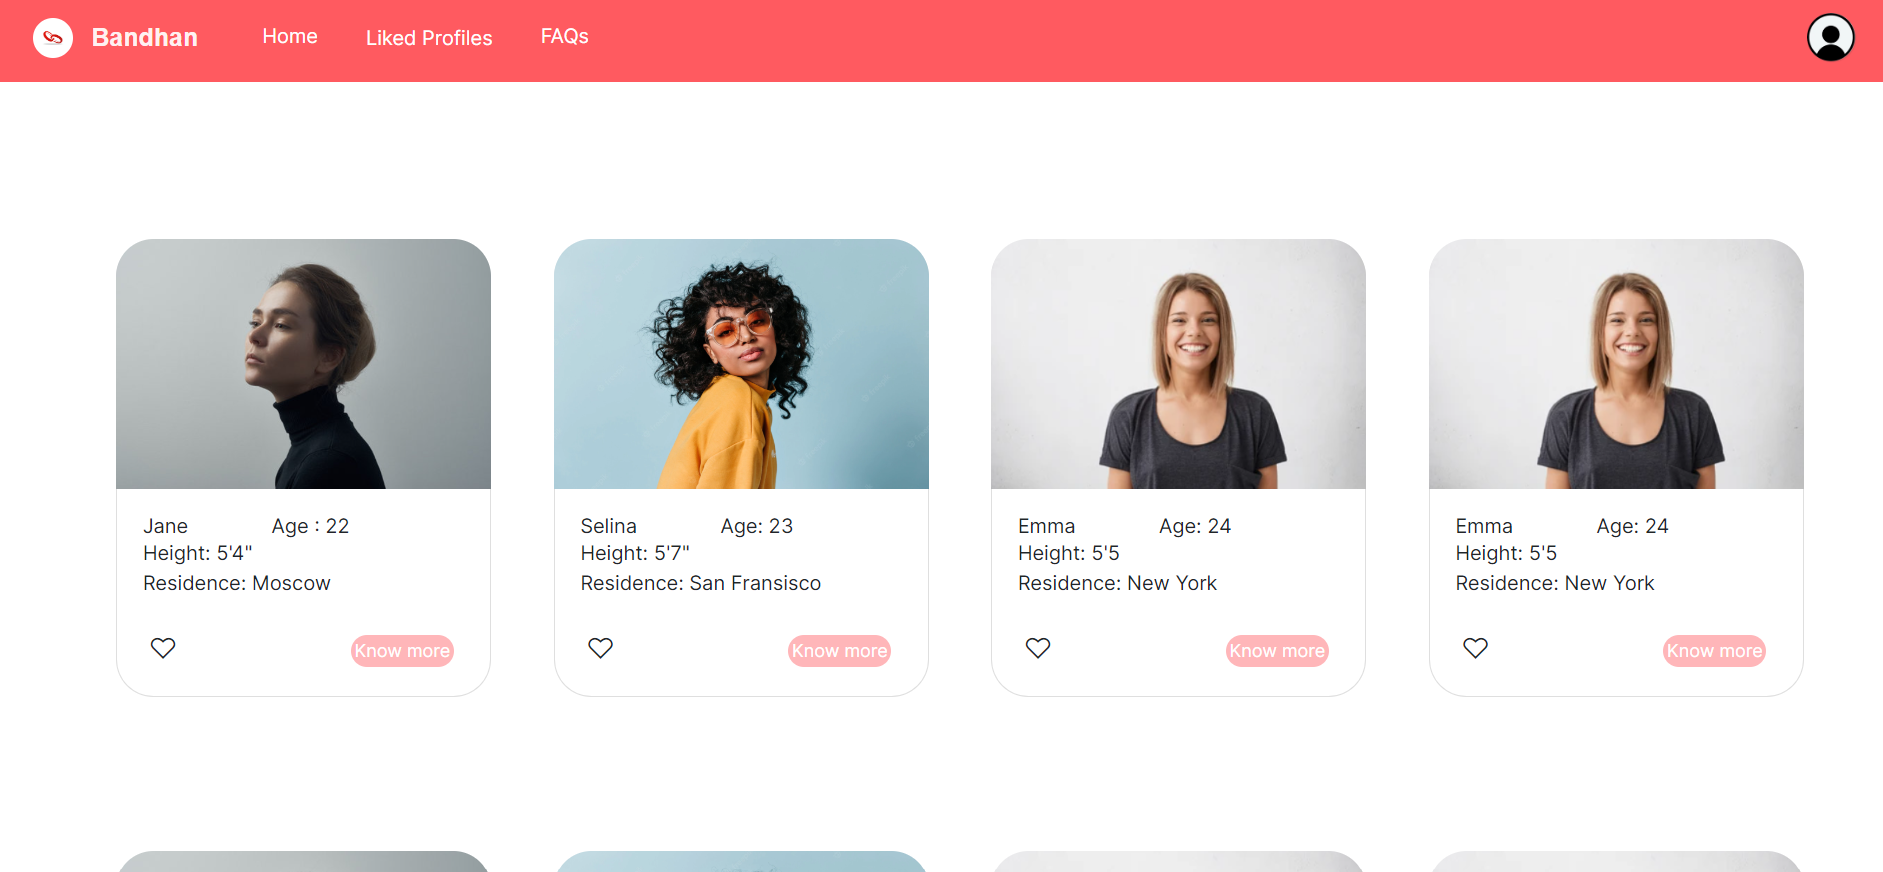 Bandhan Home Liked Profiles FAQs
Jane Age : 22
Height: 5'4"
Residence: Moscow
Know more
Selina Age: 23
Height: 5'7"
Residence: San Fransisco
Know more
Emma Age: 24
Height: 5'5
Residence: New York
Know more
Emma Age: 24
Height: 5'5
Residence: New York
Know more